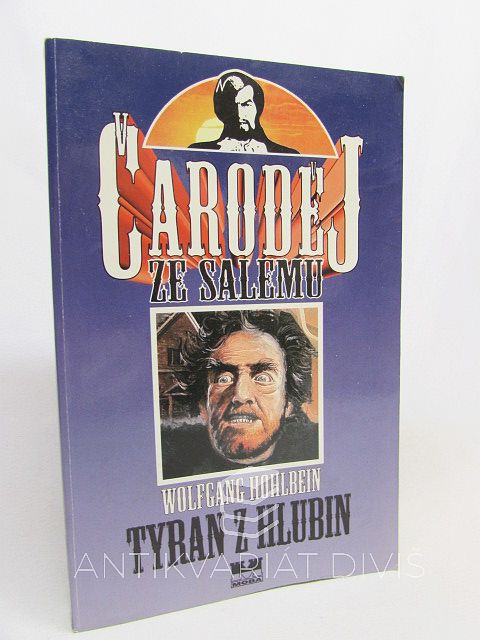 ČARODĚJ
ZE SALEMU
WOLFGANG HOHLBEIN
TYRAN Z HLUBIN
ANTIKVARIÁT DIVIŠ
MOBA